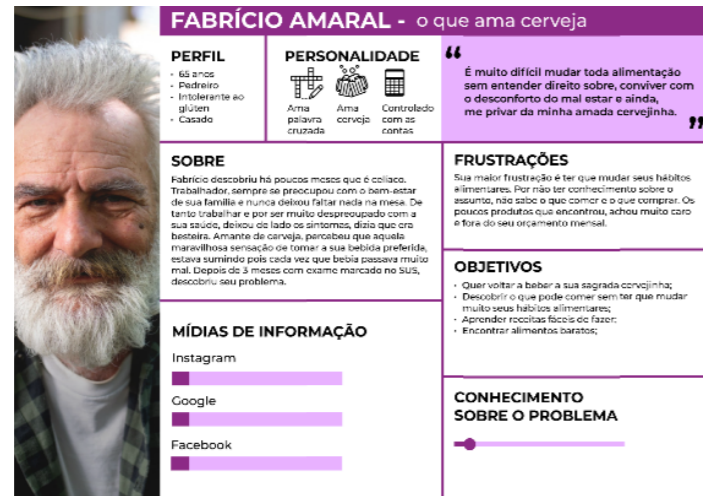 FABRÍCIO AMARAL - o que ama cerveja
PERFIL
• 65 anos
• Pedreiro
• Intolerante ao
glúten
• Casado
PERSONALIDADE
Ama
palavra
cruzada
Ama
cerveja
Controlado
com as
contas
“
É muito difícil mudar toda alimentação
sem entender direito sobre, conviver com
o desconforto do mal estar e ainda,
me privar da minha amada cervejinha.
”
SOBRE
Fabrício descobriu há poucos meses que é celíaco.
Trabalhador, sempre se preocupou com o bem-estar
de sua família e nunca deixou faltar nada na mesa. De
tanto trabalhar e por ser muito despreocupado com a
sua saúde, deixou de lado os sintomas, dizia que era
besteira. Amante de cerveja, percebeu que aquela
maravilhosa sensação de tomar a sua bebida preferida,
estava sumindo pois cada vez que bebia passava muito
mal. Depois de 3 meses com exame marcado no SUS,
descobriu seu problema.
FRUSTRAÇÕES
Sua maior frustração é ter que mudar seus hábitos
alimentares. Por não ter conhecimento sobre o
assunto, não sabe o que comer e o que comprar. Os
poucos produtos que encontrou, achou muito caro
e fora do seu orçamento mensal.
OBJETIVOS
• Quer voltar a beber a sua sagrada cervejinha;
• Descobrir o que pode comer sem ter que mudar
muito seus hábitos alimentares;
• Aprender receitas fáceis de fazer;
• Encontrar alimentos baratos;
MÍDIAS DE INFORMAÇÃO
Instagram
Google
Facebook
CONHECIMENTO
SOBRE O PROBLEMA